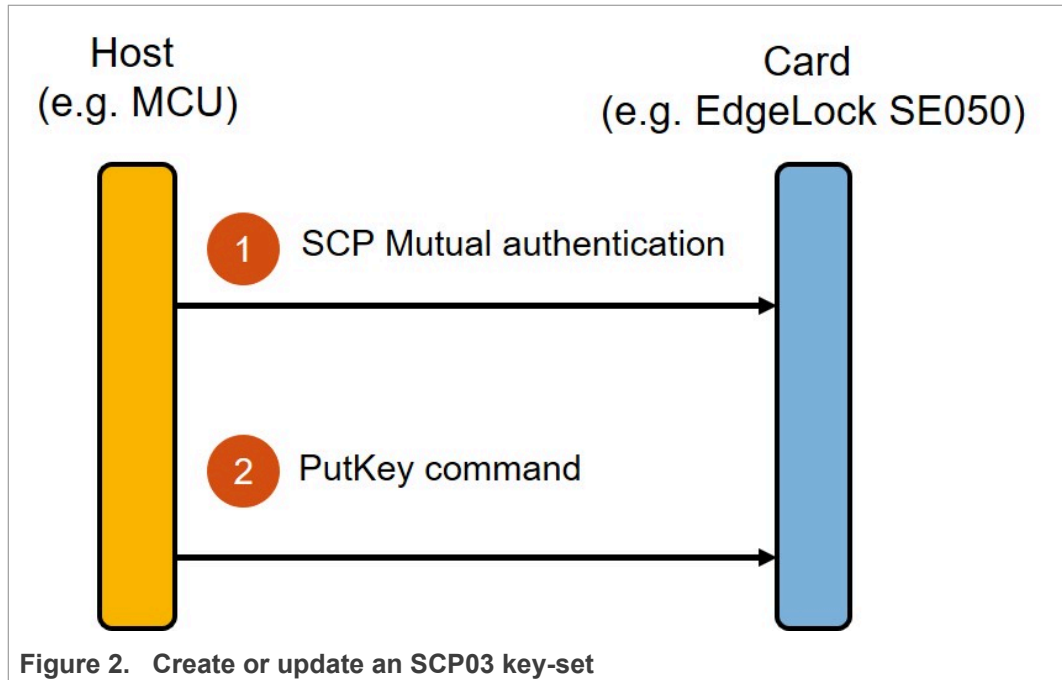 Host
(e.g. MCU)
Card
(e.g. EdgeLock SE050)
1 SCP Mutual authentication
2 PutKey command
Figure 2. Create or update an SCP03 key-set